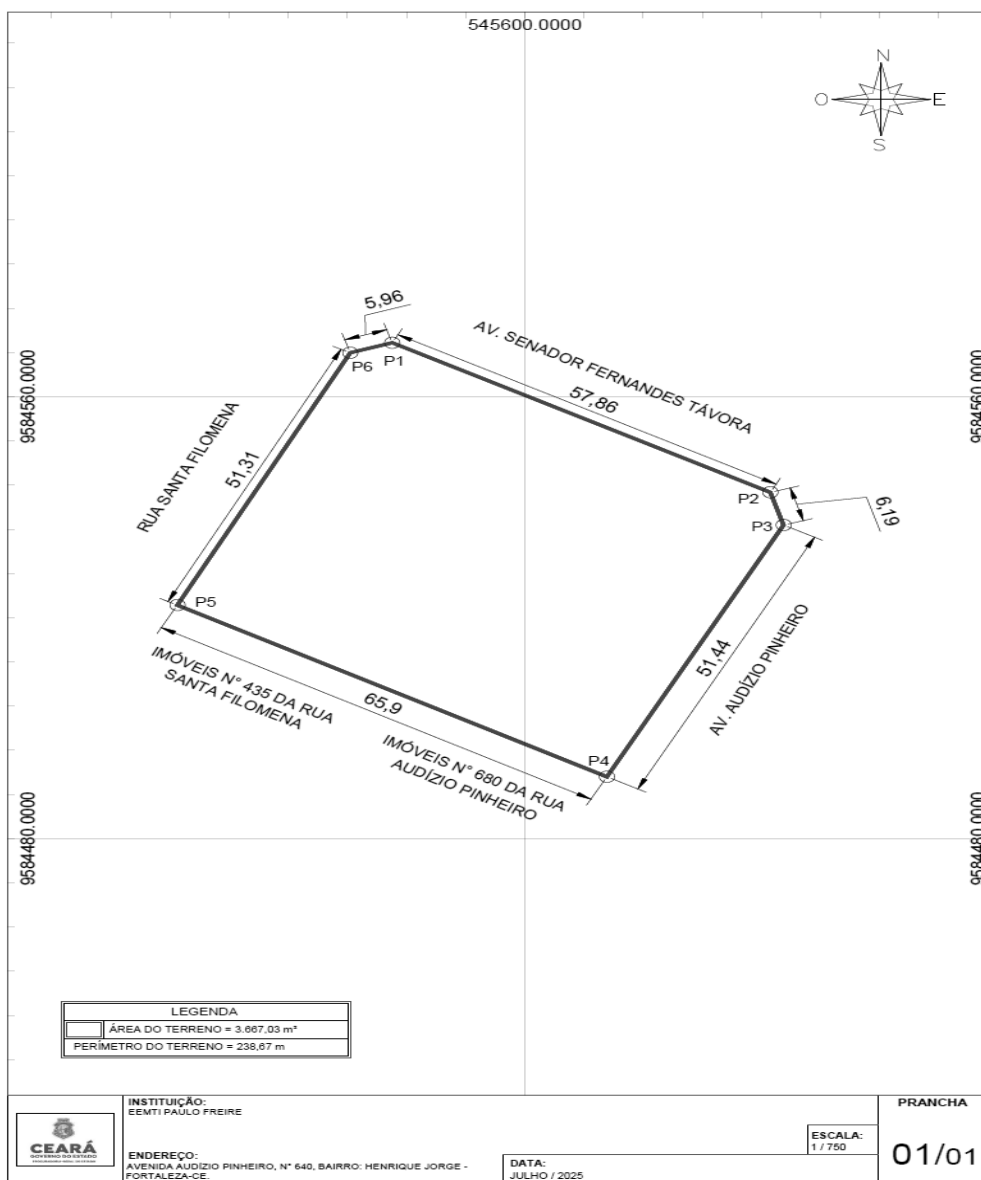 545600.0000
N
O E
S
9584560.0000
9584560.0000
5,96
P6
P1
AV. SENADOR FERNANDES TÁVORA
57,86
P2
P3
6,19
RUA SANTA FILOMENA
51,31
P5
IMÓVEIS N° 435 DA RUA
SANTA FILOMENA
65,9
IMÓVEIS N° 680 DA RUA
AUDÍZIO PINHEIRO
P4
51,44
AV. AUDÍZIO PINHEIRO
9584480.0000
9584480.0000
LEGENDA
ÁREA DO TERRENO = 3.667,03 m²
PERÍMETRO DO TERRENO = 238,67 m
CEARÁ
GOVERNO DO ESTADO
INSTITUIÇÃO:
EEMTI PAULO FREIRE
ENDEREÇO:
AVENIDA AUDÍZIO PINHEIRO, N° 640, BAIRRO: HENRIQUE JORGE -
FORTALEZA-CE.
DATA:
JULHO / 2025
ESCALA:
1 / 750
PRANCHA
01/01